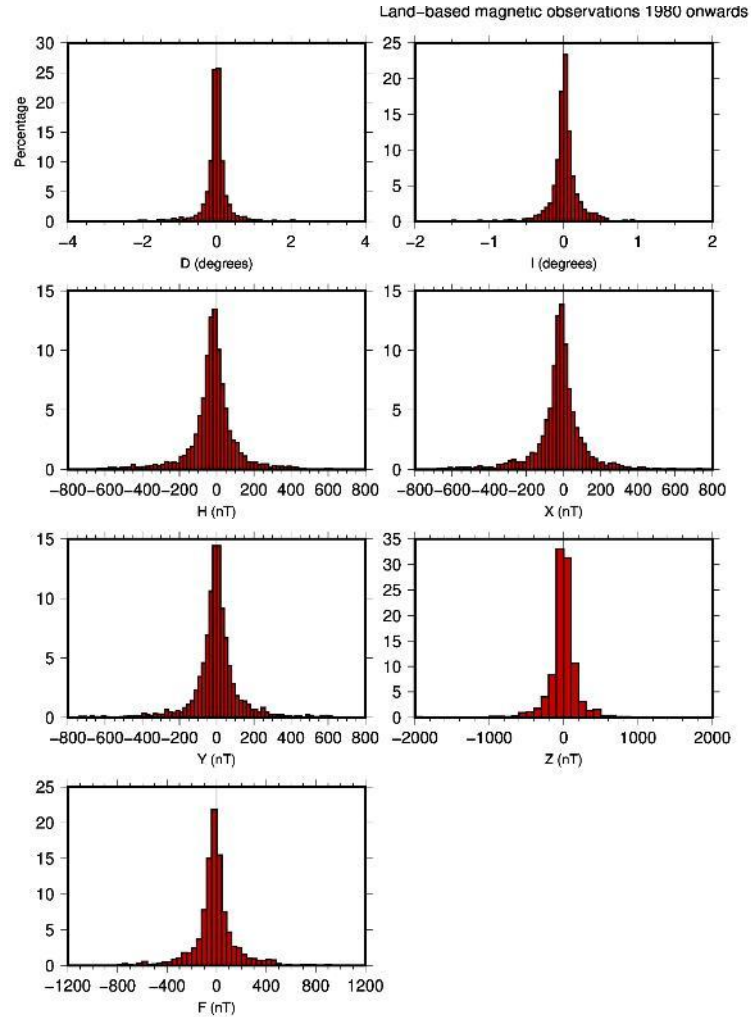 Land-based magnetic observations 1980 onwards
30
25
20
15
10
5
0
Percentage
-4 -2 0 2 4
D (degrees)
25
20
15
10
5
0
-2 -1 0 1 2
I (degrees)
15
10
5
0
-800-600-400-200 0 200 400 600 800
H (nT)
15
10
5
0
-800-600-400-200 0 200 400 600 800
X (nT)
15
10
5
0
-800-600-400-200 0 200 400 600 800
Y (nT)
35
30
25
20
15
10
5
0
-2000 -1000 0 1000 2000
Z (nT)
25
20
15
10
5
0
-1200 -800 -400 0 400 800 1200
F (nT)